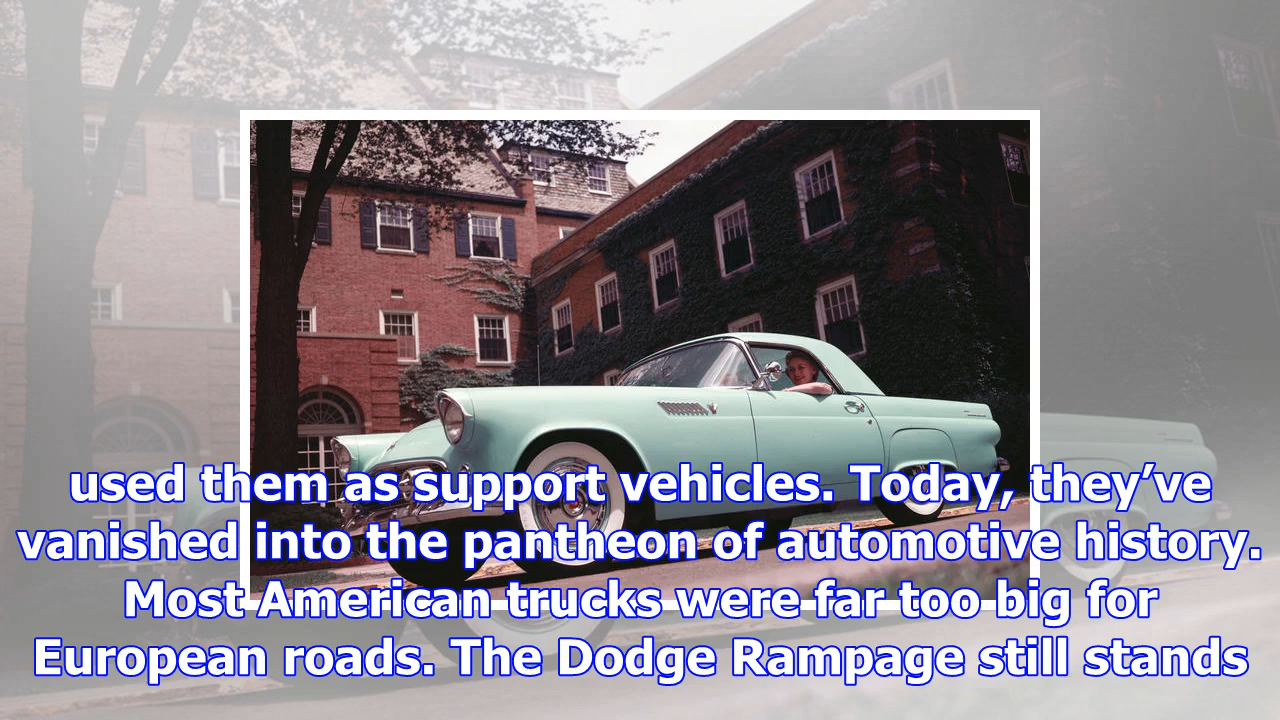 used them as support vehicles. Today, they’ve
vanished into the pantheon of automotive history.
Most American trucks were far too big for
European roads. The Dodge Rampage still stands